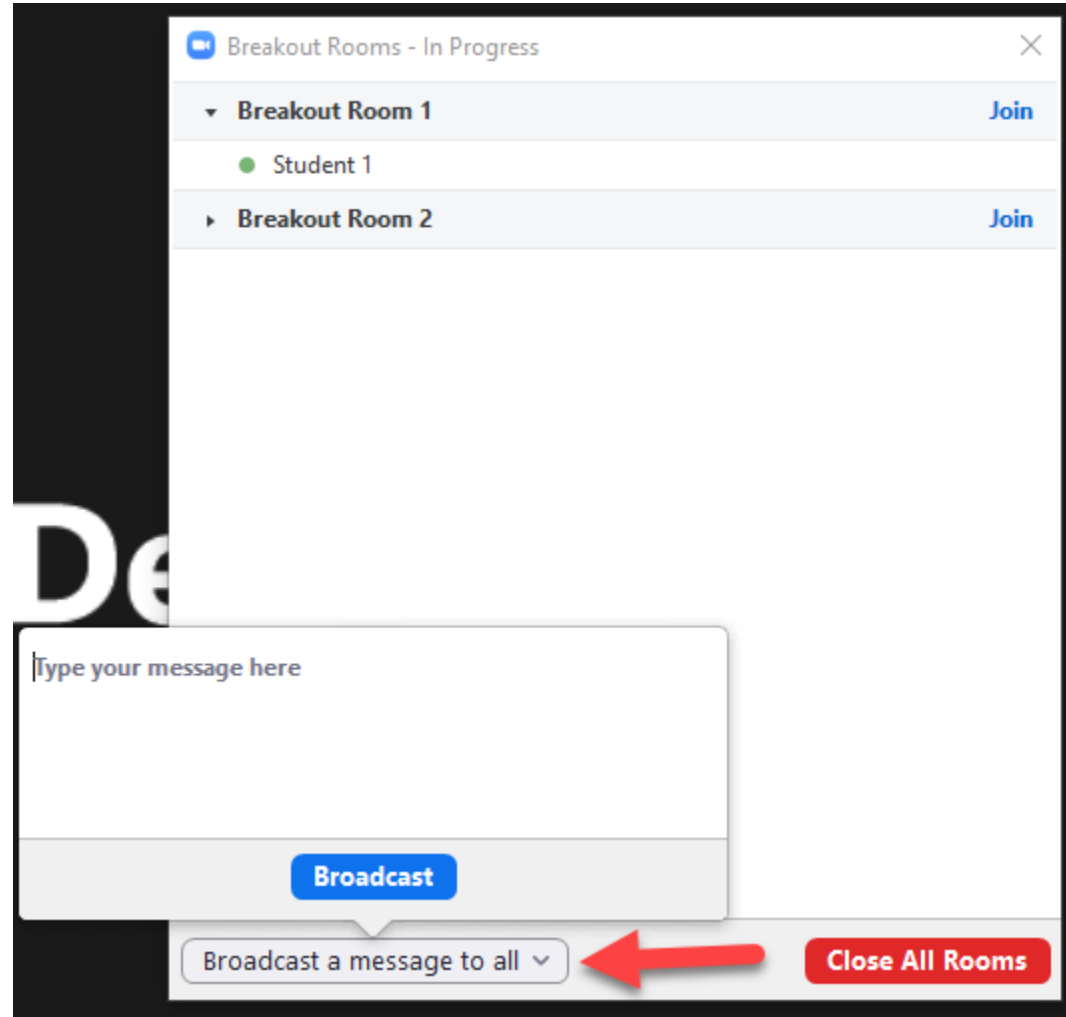 Breakout Rooms - In Progress
Breakout Room 1 Join
Student 1
Breakout Room 2 Join
De
Type your message here
Broadcast
Broadcast a message to all Close All Rooms